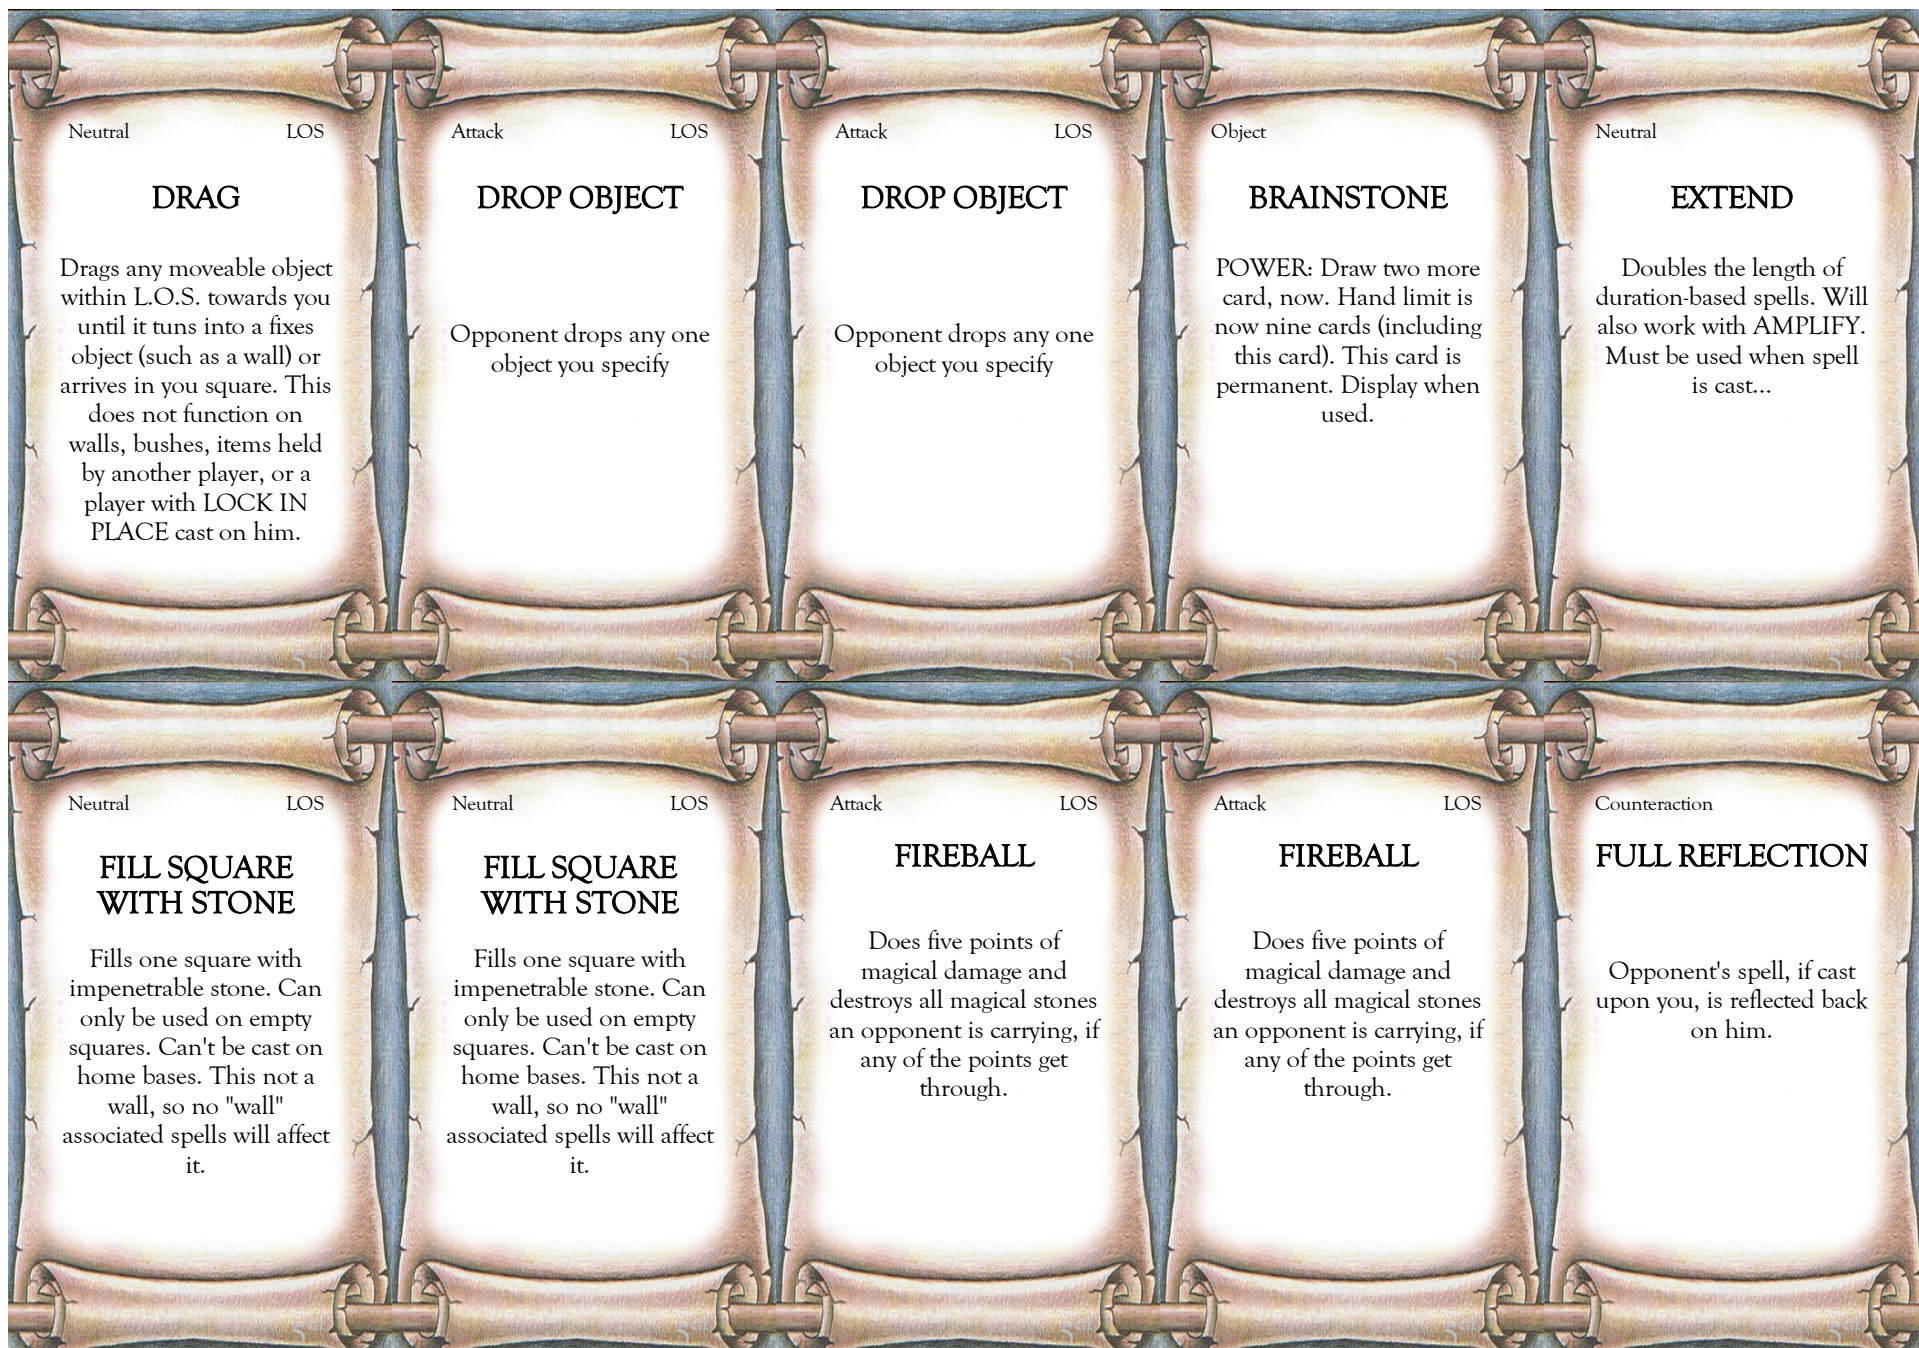 Neutral LOS
DRAG
Drags any moveable object
within L.O.S. towards you
until it tuns into a fixes
object (such as a wall) or
arrives in you square. This
does not function on
walls, bushes, items held
by another player, or a
player with LOCK IN
PLACE cast on him.
Attack LOS
DROP OBJECT
Opponent drops any one
object you specify
Attack LOS
DROP OBJECT
Opponent drops any one
object you specify
Object
BRAINSTONE
POWER: Draw two more
card, now. Hand limit is
now nine cards (including
this card). This card is
permanent. Display when
used.
Neutral
EXTEND
Doubles the length of
duration-based spells. Will
also work with AMPLIFY.
Must be used when spell
is cast...
Neutral LOS
FILL SQUARE
WITH STONE
Fills one square with
impenetrable stone. Can
only be used on empty
squares. Can't be cast on
home bases. This not a
wall, so no "wall"
associated spells will affect
it.
Neutral LOS
FILL SQUARE
WITH STONE
Fills one square with
impenetrable stone. Can
only be used on empty
squares. Can't be cast on
home bases. This not a
wall, so no "wall"
associated spells will affect
it.
Attack LOS
FIREBALL
Does five points of
magical damage and
destroys all magical stones
an opponent is carrying, if
any of the points get
through.
Attack LOS
FIREBALL
Does five points of
magical damage and
destroys all magical stones
an opponent is carrying, if
any of the points get
through.
Counteraction
FULL REFLECTION
Opponent's spell, if cast
upon you, is reflected back
on him.